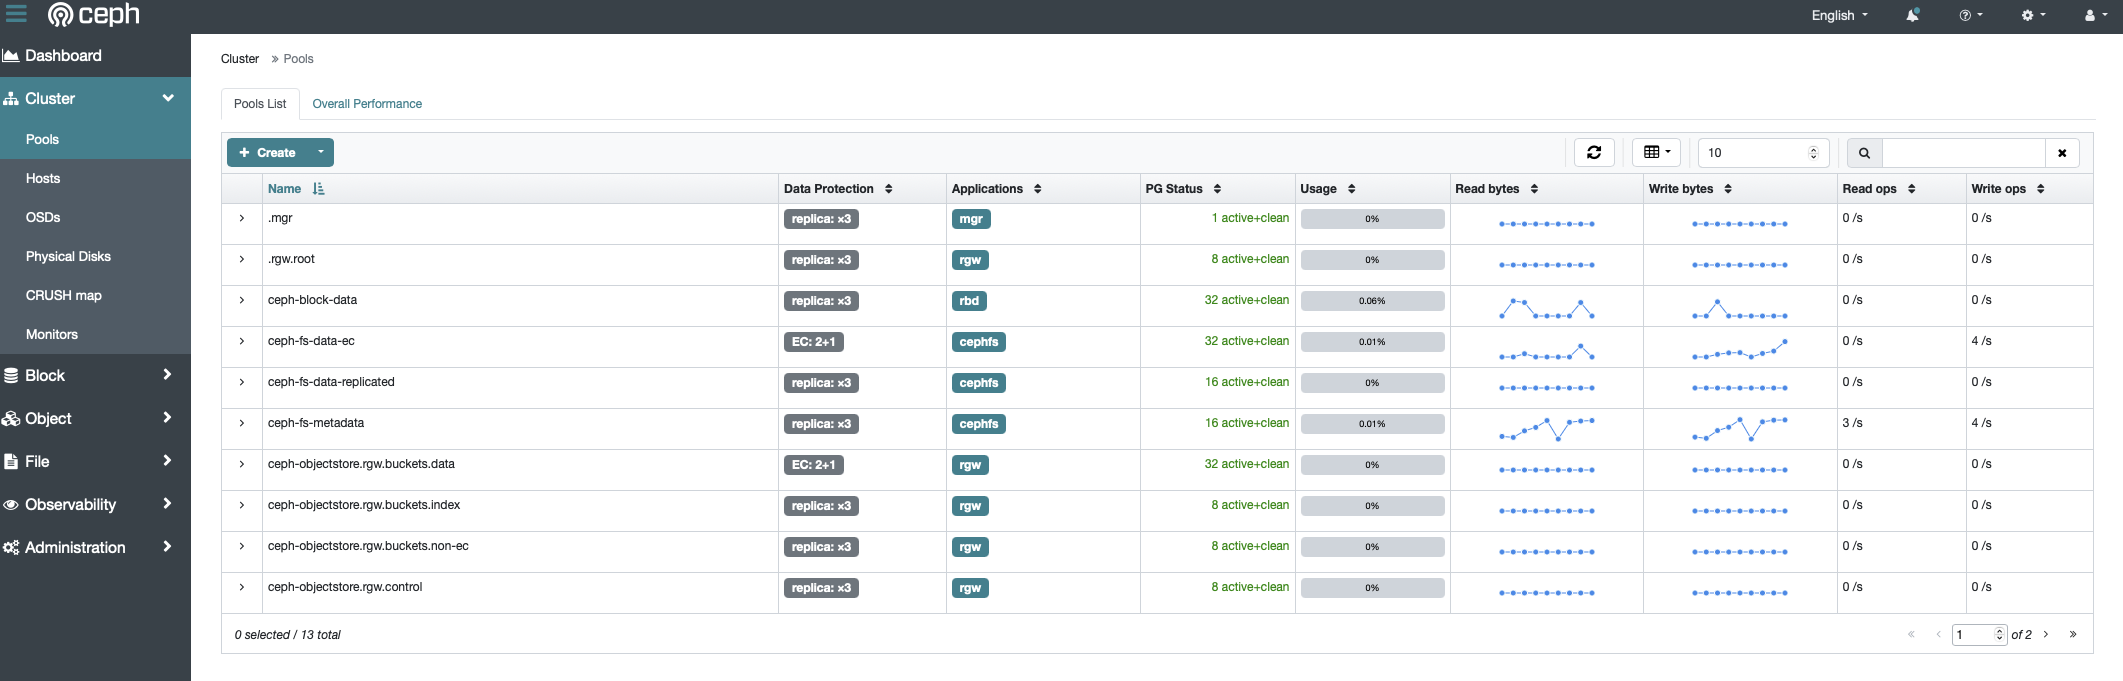 ceph
English
Dashboard
Cluster
Pools
Hosts
OSDs
Physical Disks
CRUSH map
Monitors
Block
Object
File
Observability
Administration
Cluster » Pools
Pools List Overall Performance
+ Create 10
Name Data Protection Applications PG Status Usage Read bytes Write bytes Read ops Write ops
.mgr replica: ×3 mgr 1 active+clean 0% 0 /s 0 /s
.rgw.root replica: ×3 rgw 8 active+clean 0% 0 /s 0 /s
ceph-block-data replica: ×3 rbd 32 active+clean 0.06% 0 /s 0 /s
ceph-fs-data-ec EC: 2+1 cephfs 32 active+clean 0.01% 0 /s 4 /s
ceph-fs-data-replicated replica: ×3 cephfs 16 active+clean 0% 0 /s 0 /s
ceph-fs-metadata replica: ×3 cephfs 16 active+clean 0.01% 3 /s 4 /s
ceph-objectstore.rgw.buckets.data EC: 2+1 rgw 32 active+clean 0% 0 /s 0 /s
ceph-objectstore.rgw.buckets.index replica: ×3 rgw 8 active+clean 0% 0 /s 0 /s
ceph-objectstore.rgw.buckets.non-ec replica: ×3 rgw 8 active+clean 0% 0 /s 0 /s
ceph-objectstore.rgw.control replica: ×3 rgw 8 active+clean 0% 0 /s 0 /s
0 selected / 13 total « ‹ 1 of 2 › »